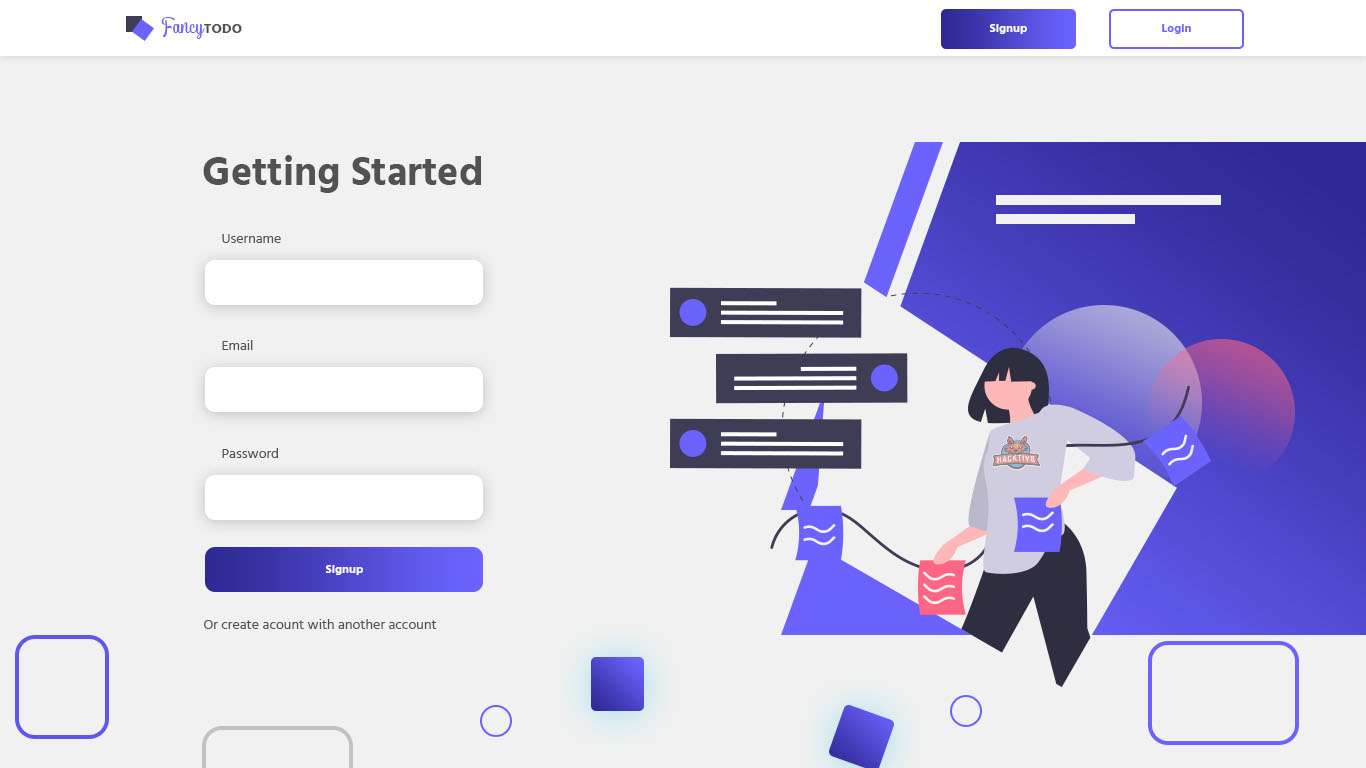 FancyTODO
Signup
Login
Getting Started
Username
Email
Password
Signup
Or create acount with another account
HACKTIV8